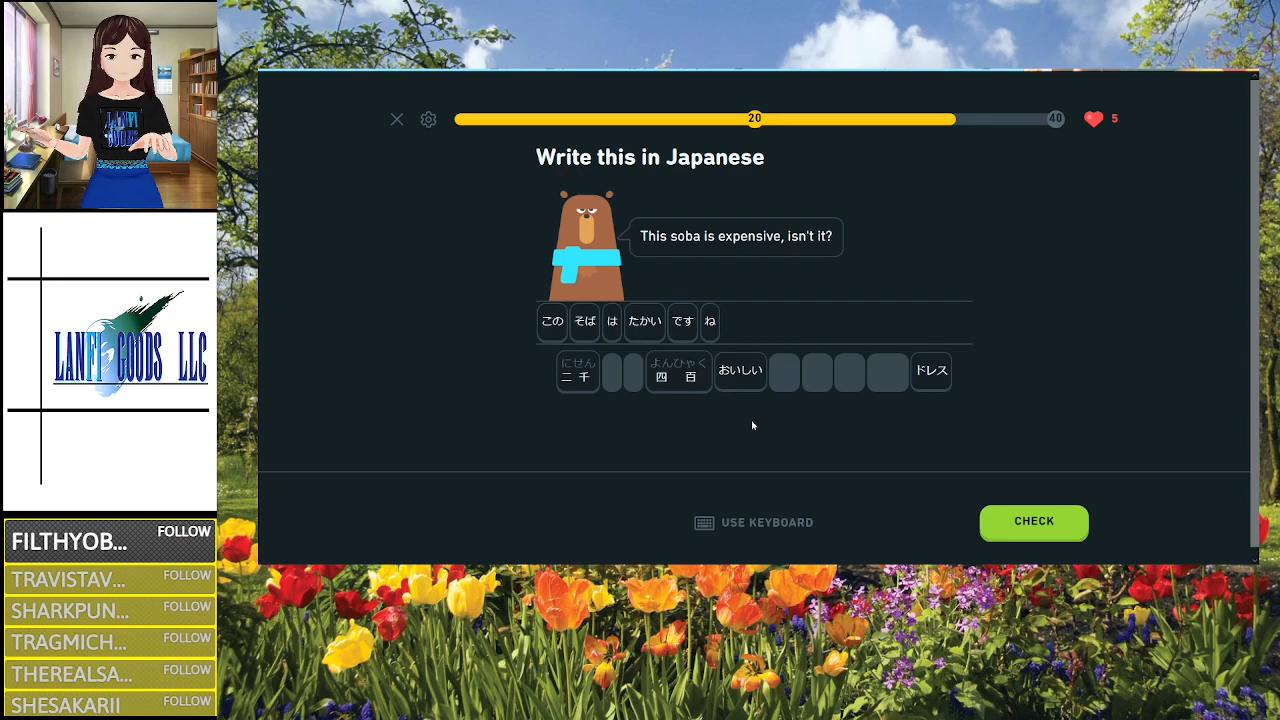 LANFI
GOODS
20
40
5
Write this in Japanese
This soba is expensive, isn't it?
この そば は たかい です ね
にせん よんひゃく
二 千 四 百 おいしい ドレス
USE KEYBOARD
CHECK
LANFI GOODS LLC
FILTHYOB... FOLLOW
TRAVISTAV... FOLLOW
SHARKPUN... FOLLOW
TRAGMICH... FOLLOW
THEREALSA... FOLLOW
SHESAKARII FOLLOW